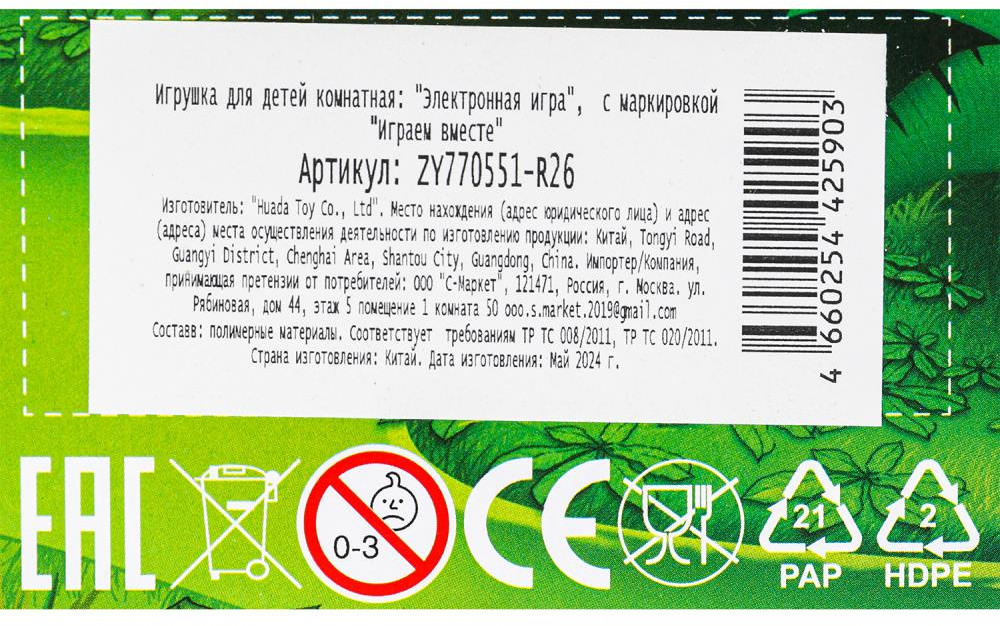 Игрушка для детей комнатная: "Электронная игра", с маркировкой
"Играем вместе"
Артикул: ZY770551-R26
Изготовитель: "Huada Toy Co., Ltd". Место нахождения (адрес юридического лица) и адрес
(адреса) места осуществления деятельности по изготовлению продукции: Китай, Tongyi Road,
Guangyi District, Chenghai Area, Shantou City, Guangdong, China. Импортер/Компания,
принимающая претензии от потребителей: ООО "С-Маркет", 121471, Россия, г. Москва. ул.
Рябиновая, дом 44, этаж 5 помещение 1 комната 50 ooo.s.market.2019@gmail.com
Составв: полимерные материалы. Соответствует требованиям ТР ТС 008/2011, ТР ТС 020/2011.
Страна изготовления: Китай. Дата изготовления: Май 2024 г.
4 660254 425903
EAC
0-3
CE
21
PAP
2
HDPE